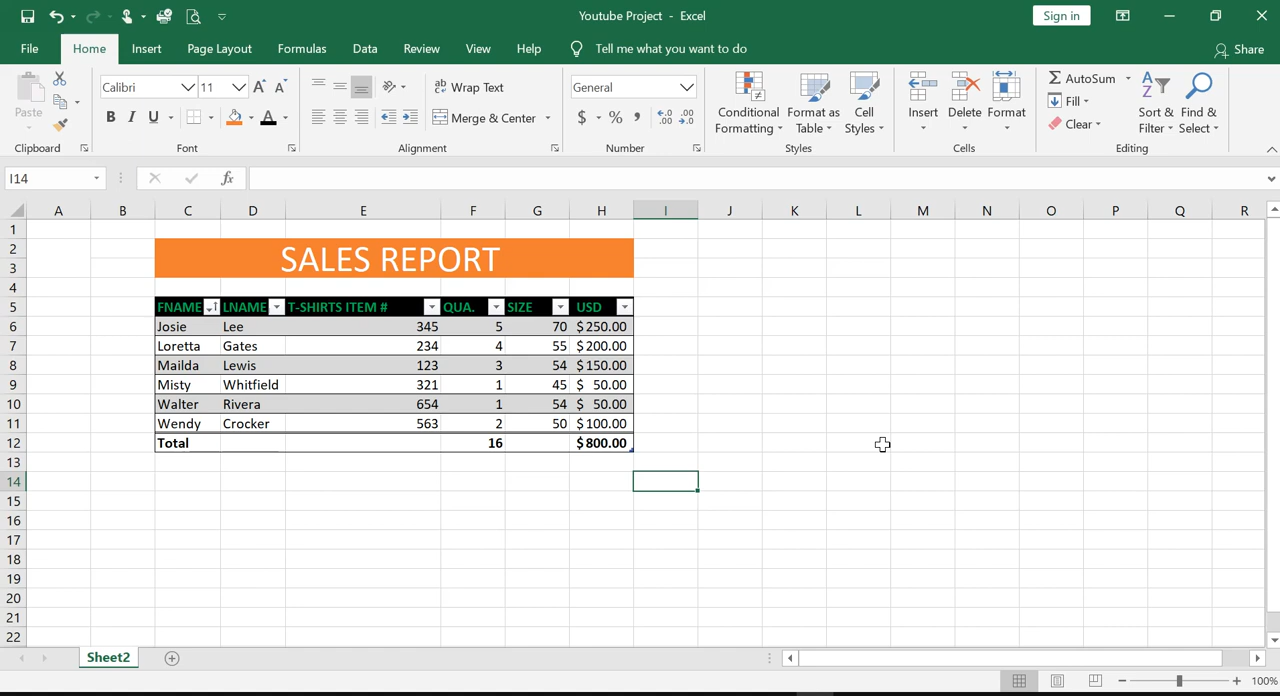 Youtube Project - Excel
Sign in
File Home Insert Page Layout Formulas Data Review View Help Tell me what you want to do Share
Paste
Calibri 11
B I U
Wrap Text
Merge & Center
General
$ % ,
Conditional Formatting
Format as Table
Cell Styles
Insert Delete Format
AutoSum
Fill
Clear
Sort & Filter
Find & Select
Clipboard Font Alignment Number Styles Cells Editing
I14 fx
A B C D E F G H I J K L M N O P Q R
1
2
SALES REPORT
3
4
5 FNAME LNAME T-SHIRTS ITEM # QUA. SIZE USD
6 Josie Lee 345 5 70 $250.00
7 Loretta Gates 234 4 55 $200.00
8 Mailda Lewis 123 3 54 $150.00
9 Misty Whitfield 321 1 45 $ 50.00
10 Walter Rivera 654 1 54 $ 50.00
11 Wendy Crocker 563 2 50 $100.00
12 Total 16 $800.00
13
14
15
16
17
18
19
20
21
22
Sheet2
100%